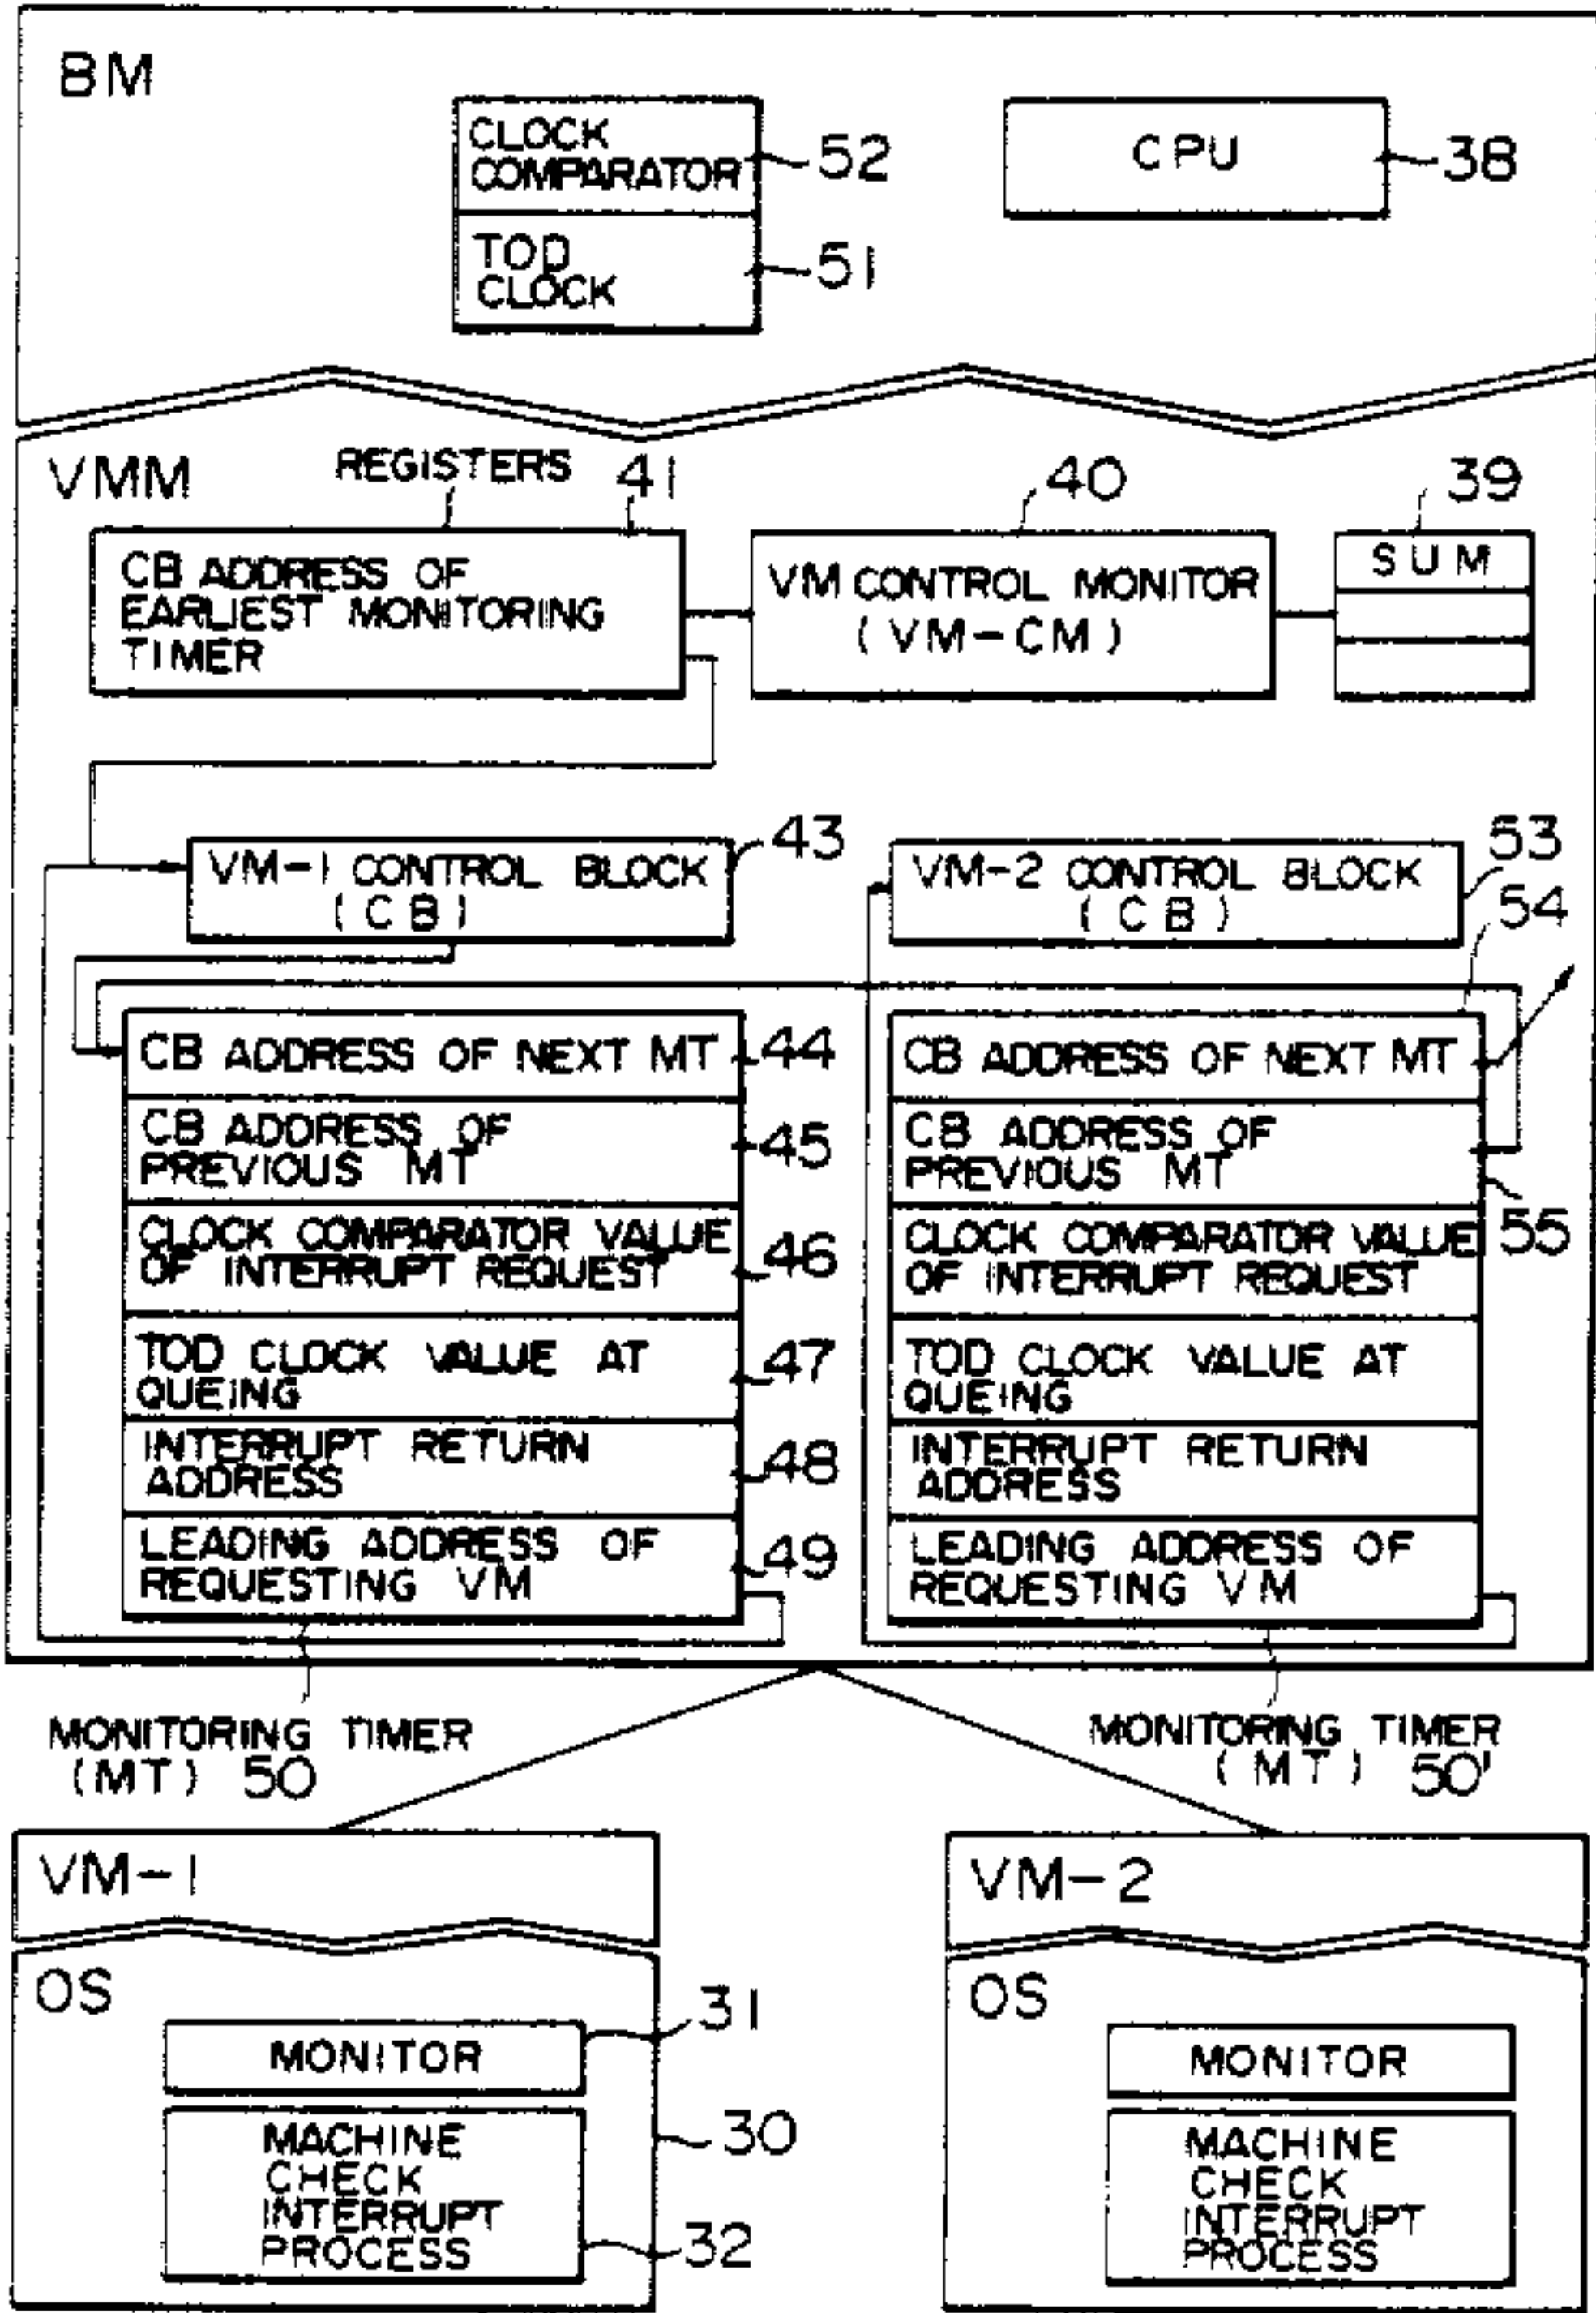 BM
CLOCK
COMPARATOR
52
CPU
38
TOD
CLOCK
51
VMM
REGISTERS
41
40
39
CB ADDRESS OF
EARLIEST MONITORING
TIMER
VM CONTROL MONITOR
(VM-CM)
SUM
VM-1 CONTROL BLOCK
(CB)
43
VM-2 CONTROL BLOCK
(CB)
53
54
CB ADDRESS OF NEXT MT
44
CB ADDRESS OF
PREVIOUS MT
45
CLOCK COMPARATOR VALUE
OF INTERRUPT REQUEST
46
TOD CLOCK VALUE AT
QUEING
47
INTERRUPT RETURN
ADDRESS
48
LEADING ADDRESS OF
REQUESTING VM
49
CB ADDRESS OF NEXT MT
CB ADDRESS OF
PREVIOUS MT
55
CLOCK COMPARATOR VALUE
OF INTERRUPT REQUEST
TOD CLOCK VALUE AT
QUEING
INTERRUPT RETURN
ADDRESS
LEADING ADDRESS OF
REQUESTING VM
MONITORING TIMER
(MT) 50
MONITORING TIMER
(MT) 50'
VM-1
OS
MONITOR
31
30
MACHINE
CHECK
INTERRUPT
PROCESS
32
VM-2
OS
MONITOR
MACHINE
CHECK
INTERRUPT
PROCESS